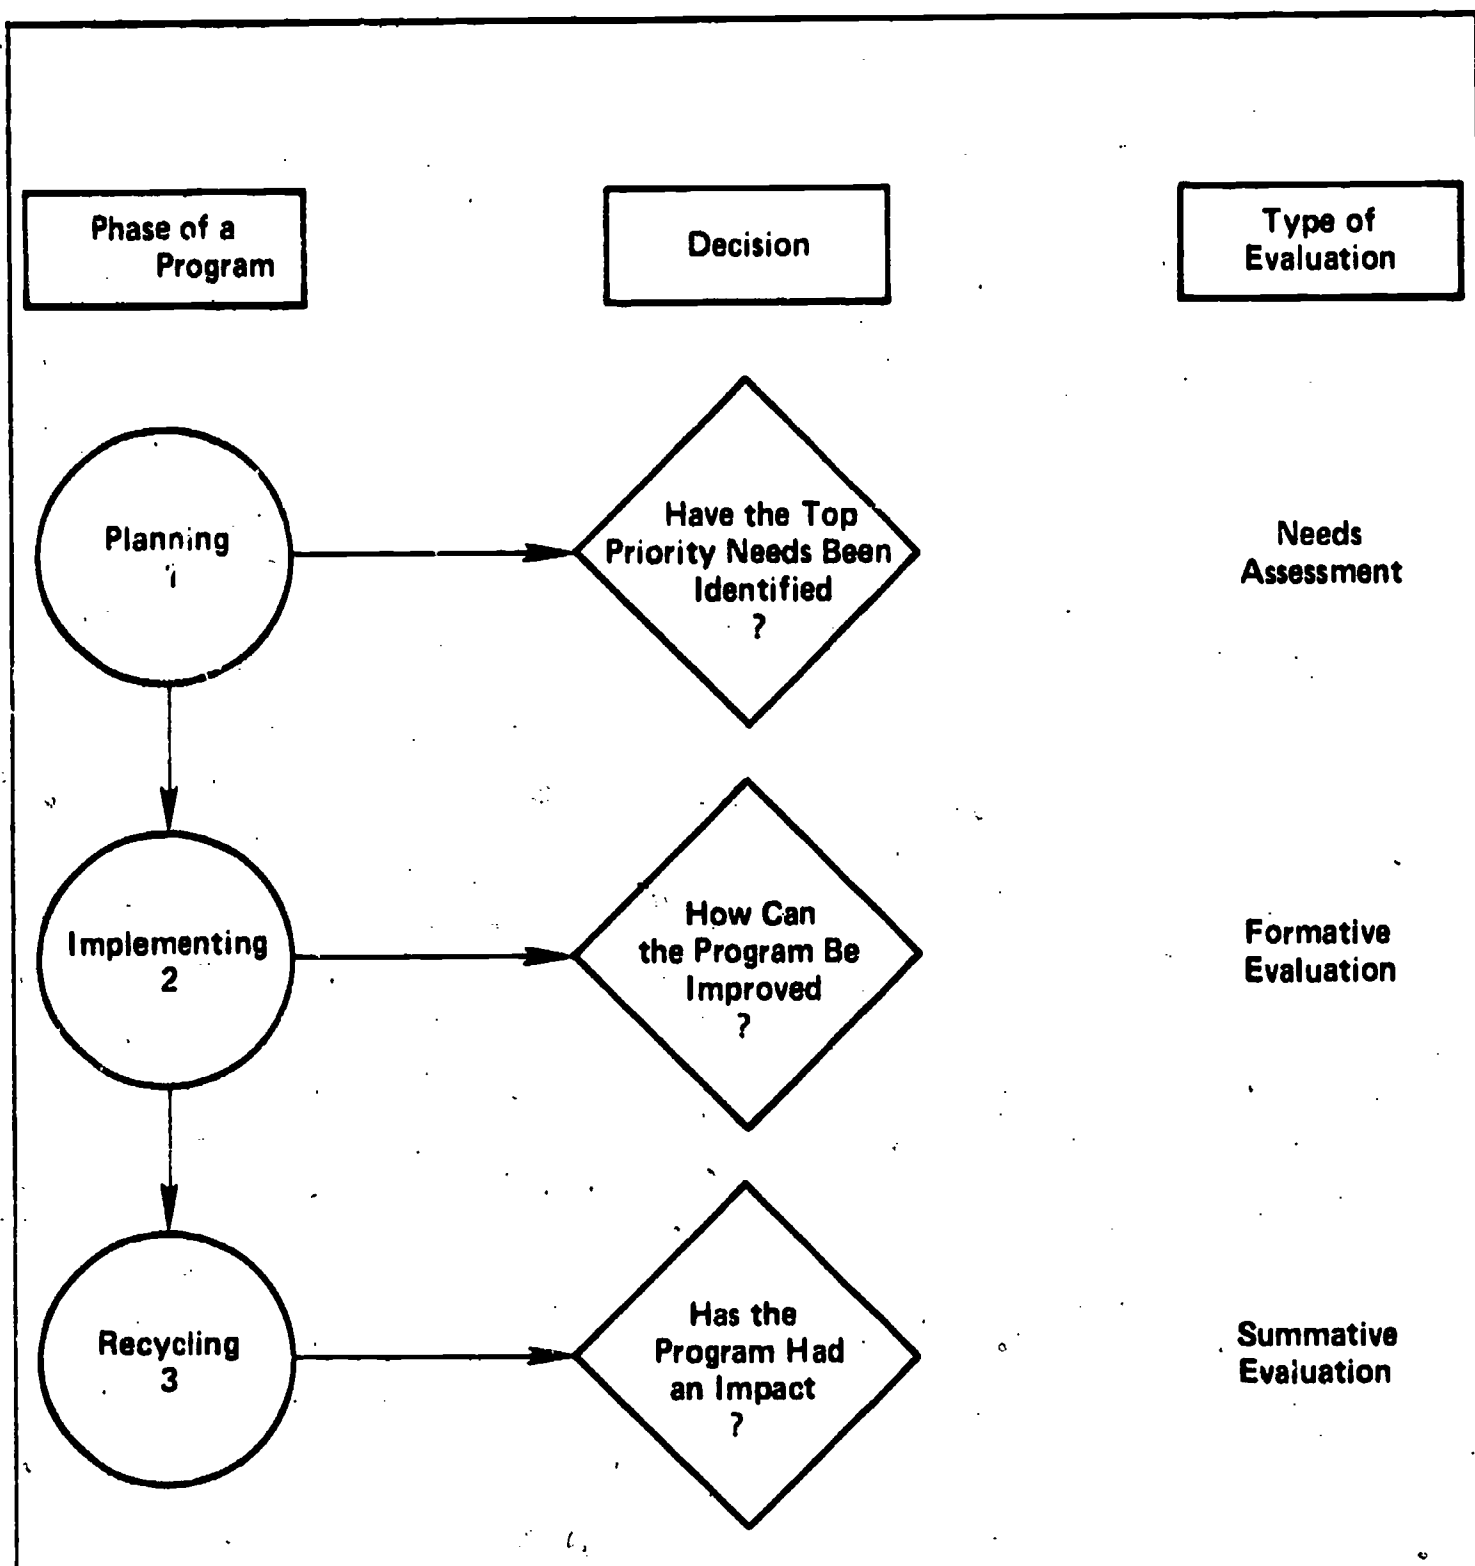 Phase of a
Program
Decision
Type of
Evaluation
Planning
1
Have the Top
Priority Needs Been
Identified
?
Needs
Assessment
Implementing
2
How Can
the Program Be
Improved
?
Formative
Evaluation
Recycling
3
Has the
Program Had
an Impact
?
Summative
Evaluation